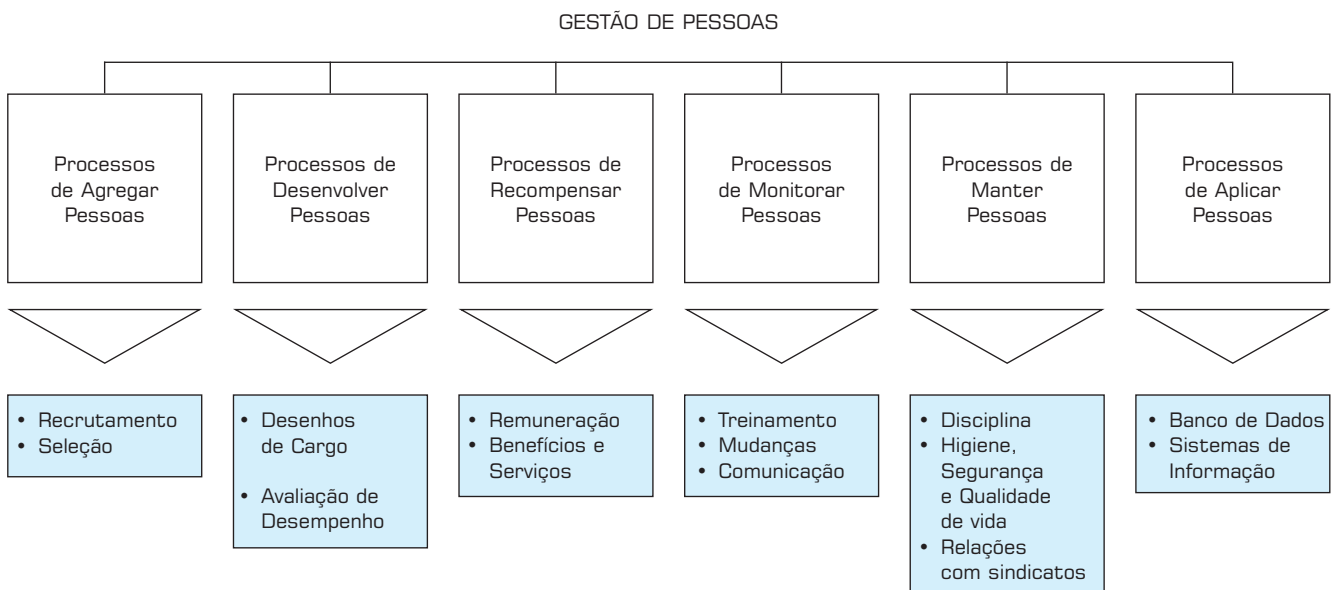 GESTÃO DE PESSOAS
Processos
de Agregar
Pessoas
Processos de
Desenvolver
Pessoas
Processos de
Recompensar
Pessoas
Processos
de Monitorar
Pessoas
Processos de
Manter
Pessoas
Processos
de Aplicar
Pessoas
• Recrutamento
• Seleção
• Desenhos
de Cargo
• Avaliação de
Desempenho
• Remuneração
• Benefícios e
Serviços
• Treinamento
• Mudanças
• Comunicação
• Disciplina
• Higiene,
Segurança
e Qualidade
de vida
• Relações
com sindicatos
• Banco de Dados
• Sistemas de
Informação